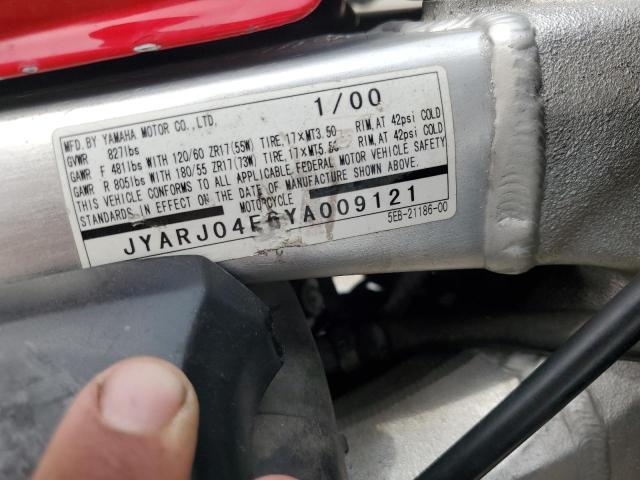 MFD. BY YAMAHA MOTOR CO., LTD. 1/00
GVWR 827lbs
GAWR F 481lbs WITH 120/60 ZR17(55W) TIRE, 17×MT3.50 RIM, AT 42psi COLD
GAWR R 805lbs WITH 180/55 ZR17(73W) TIRE, 17×MT5.50 RIM, AT 42psi COLD
THIS VEHICLE CONFORMS TO ALL APPLICABLE FEDERAL MOTOR VEHICLE SAFETY
STANDARDS IN EFFECT ON THE DATE OF MANUFACTURE SHOWN ABOVE.
MOTORCYCLE
JYARJ04E6YA009121
5EB-21186-00